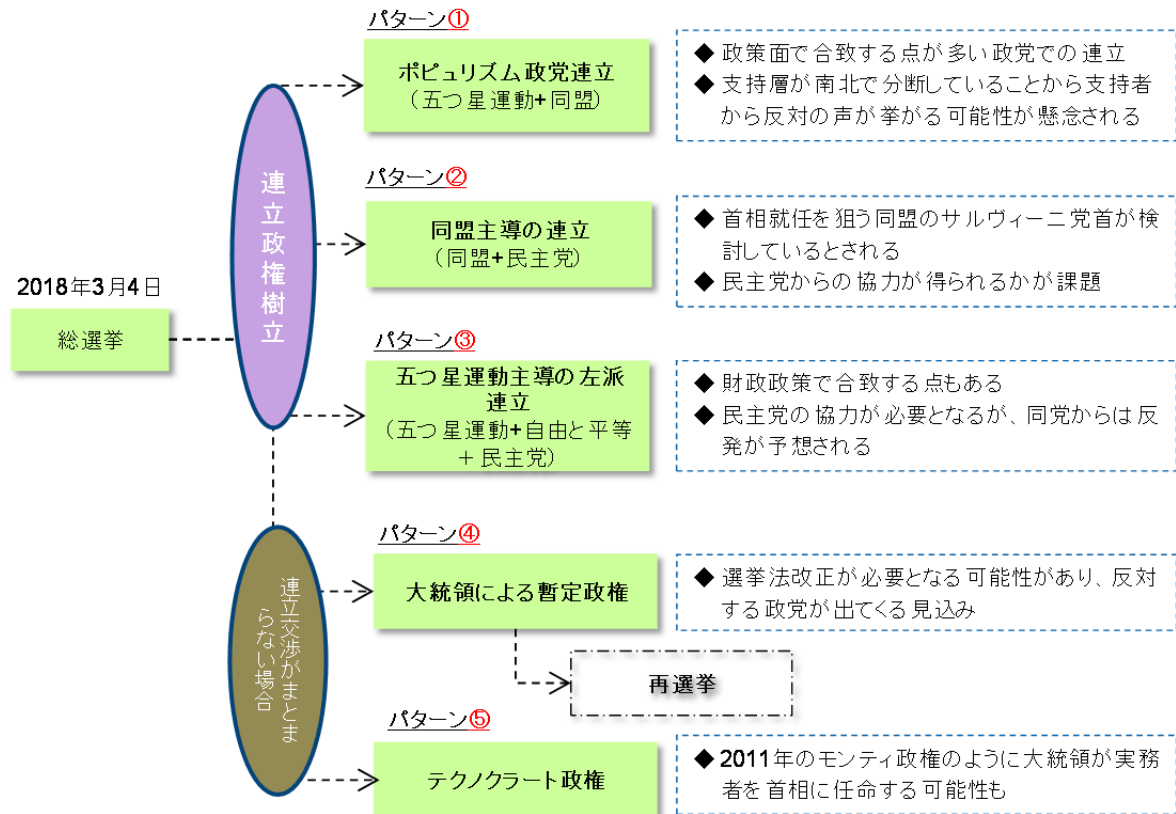 2018年3月4日
総選挙
連立政権樹立
パターン①
ポピュリズム政党連立
(五つ星運動+同盟)
◆ 政策面で合致する点が多い政党での連立
◆ 支持層が南北で分断していることから支持者
から反対の声が挙がる可能性が懸念される
パターン②
同盟主導の連立
(同盟+民主党)
◆ 首相就任を狙う同盟のサルヴィーニ党首が検
討しているとされる
◆ 民主党からの協力が得られるかが課題
パターン③
五つ星運動主導の左派
連立
(五つ星運動+自由と平等
+民主党)
◆ 財政政策で合致する点もある
◆ 民主党の協力が必要となるが、同党からは反
発が予想される
連立交渉がまとま
らない場合
パターン④
大統領による暫定政権
◆ 選挙法改正が必要となる可能性があり、反対
する政党が出てくる見込み
再選挙
パターン⑤
テクノクラート政権
◆ 2011年のモンティ政権のように大統領が実務
者を首相に任命する可能性も